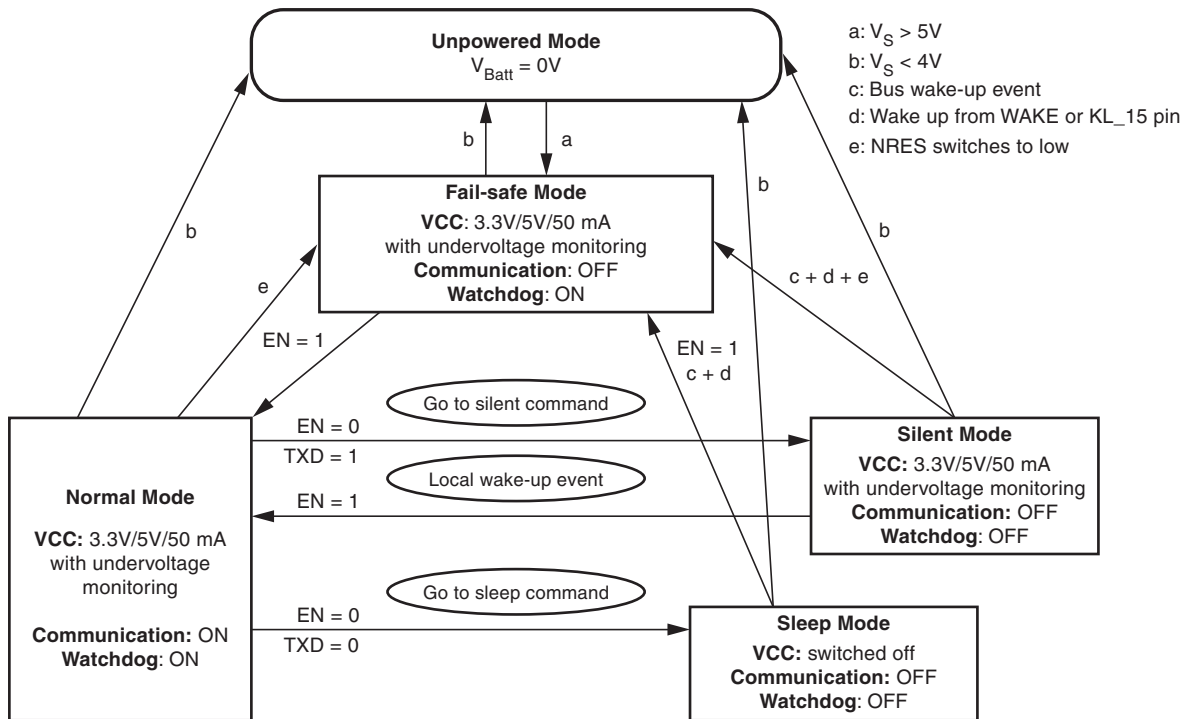 Unpowered Mode
V_Batt = 0V
a: V_S > 5V
b: V_S < 4V
c: Bus wake-up event
d: Wake up from WAKE or KL_15 pin
e: NRES switches to low
b
a
b
b
b
Fail-safe Mode
VCC: 3.3V/5V/50 mA
with undervoltage monitoring
Communication: OFF
Watchdog: ON
e
c + d + e
EN = 1
EN = 1
c + d
Go to silent command
EN = 0
TXD = 1
Local wake-up event
EN = 1
Silent Mode
VCC: 3.3V/5V/50 mA
with undervoltage monitoring
Communication: OFF
Watchdog: OFF
Normal Mode
VCC: 3.3V/5V/50 mA
with undervoltage
monitoring
Communication: ON
Watchdog: ON
Go to sleep command
EN = 0
TXD = 0
Sleep Mode
VCC: switched off
Communication: OFF
Watchdog: OFF